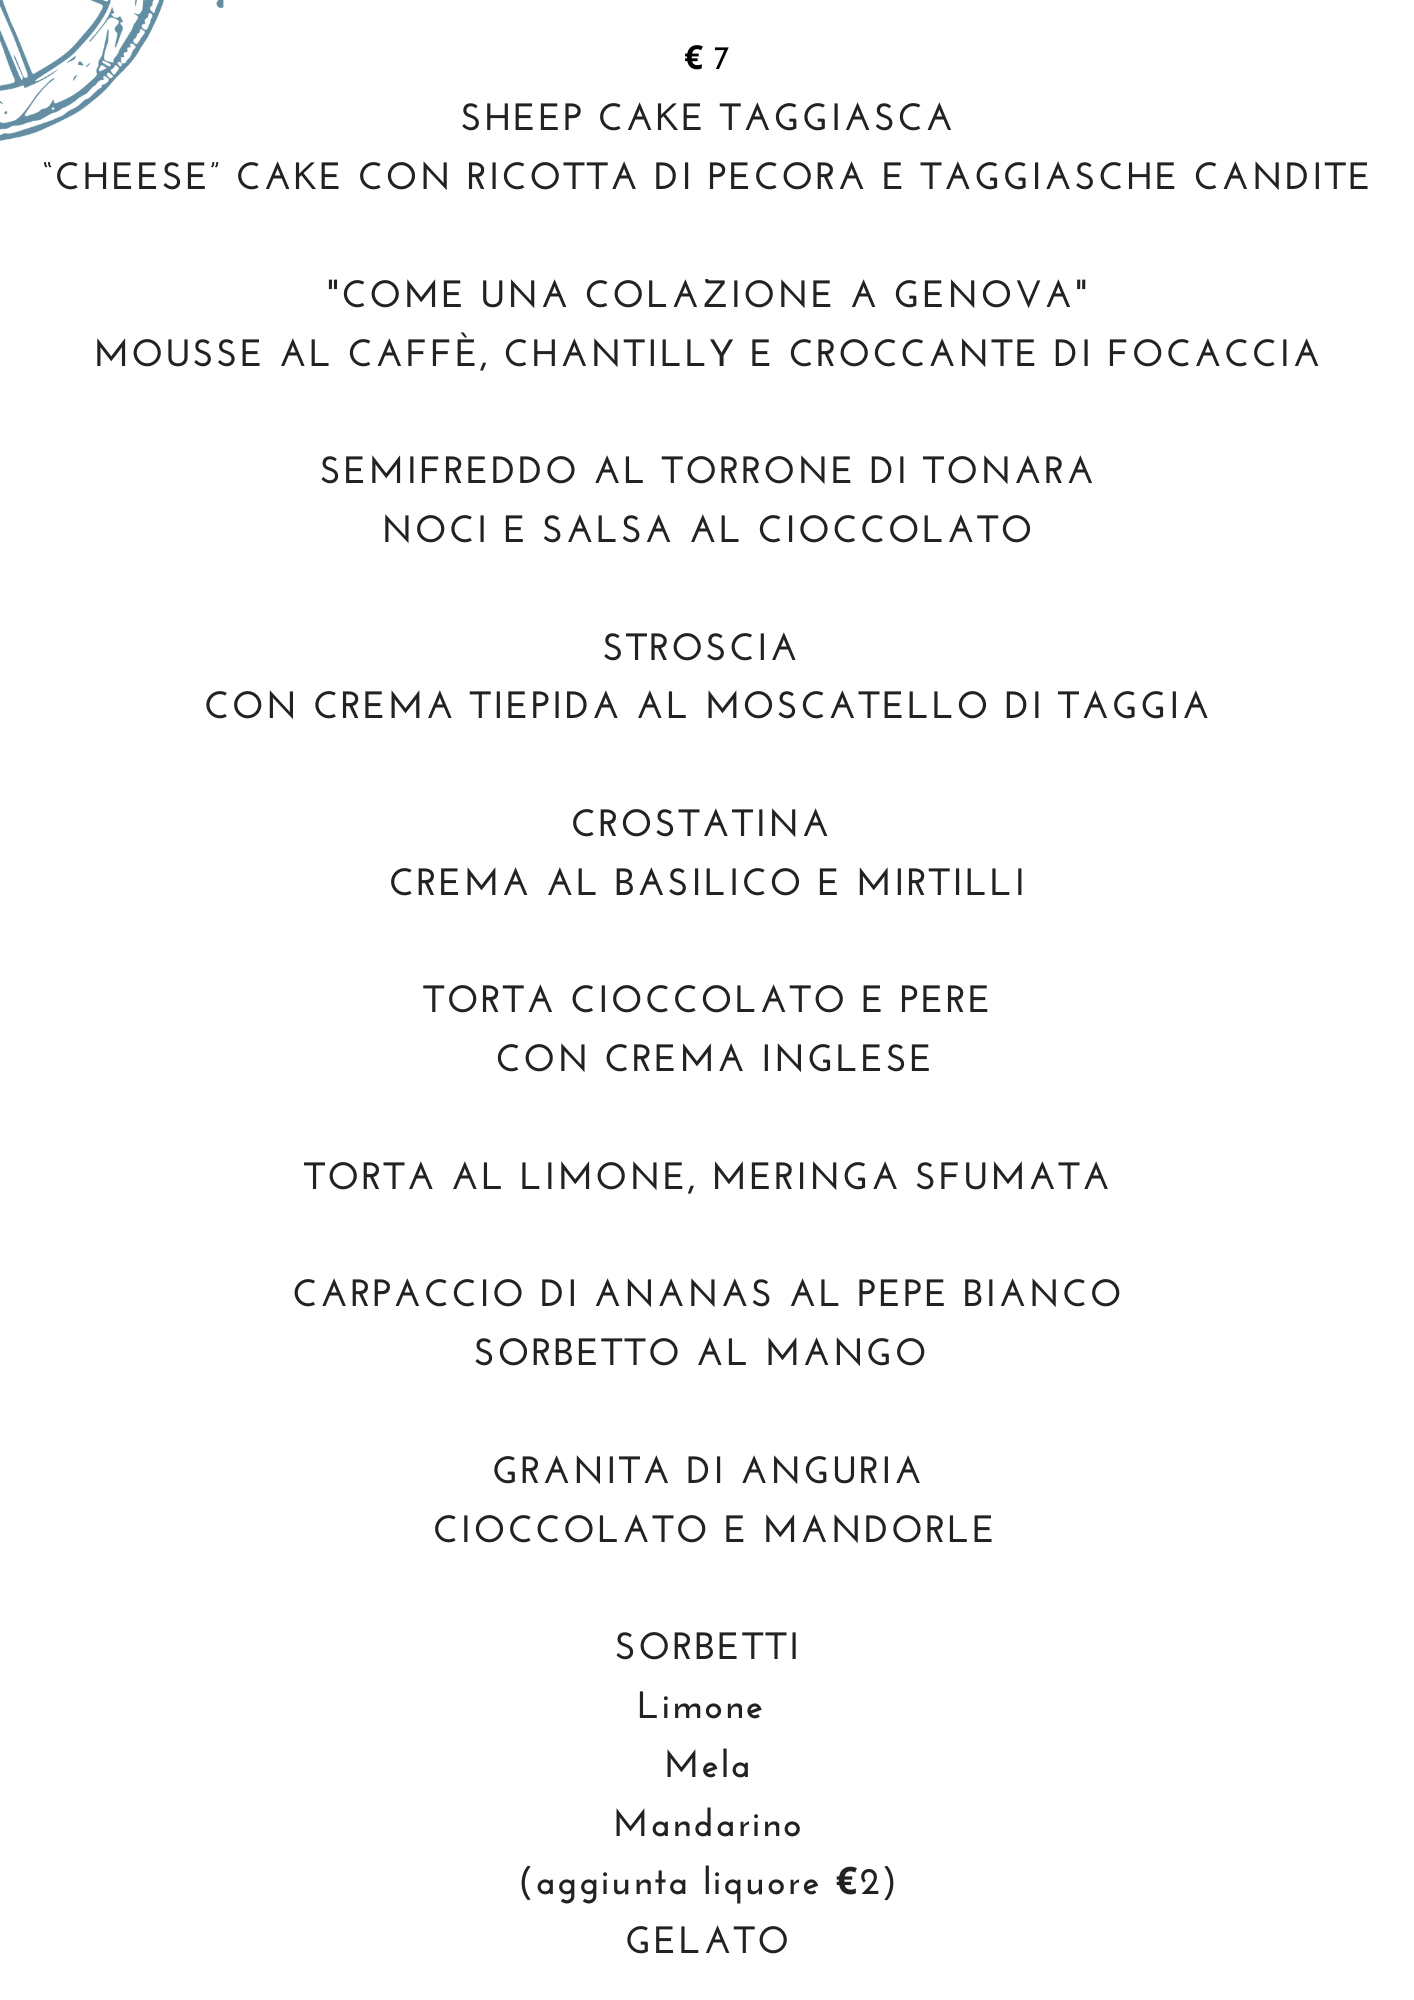 € 7
SHEEP CAKE TAGGIASCA
“CHEESE” CAKE CON RICOTTA DI PECORA E TAGGIASCHE CANDITE
"COME UNA COLAZIONE A GENOVA"
MOUSSE AL CAFFÈ, CHANTILLY E CROCCANTE DI FOCACCIA
SEMIFREDDO AL TORRONE DI TONARA
NOCI E SALSA AL CIOCCOLATO
STROSCIA
CON CREMA TIEPIDA AL MOSCATELLO DI TAGGIA
CROSTATINA
CREMA AL BASILICO E MIRTILLI
TORTA CIOCCOLATO E PERE
CON CREMA INGLESE
TORTA AL LIMONE, MERINGA SFUMATA
CARPACCIO DI ANANAS AL PEPE BIANCO
SORBETTO AL MANGO
GRANITA DI ANGURIA
CIOCCOLATO E MANDORLE
SORBETTI
Limone
Mela
Mandarino
(aggiunta liquore €2)
GELATO